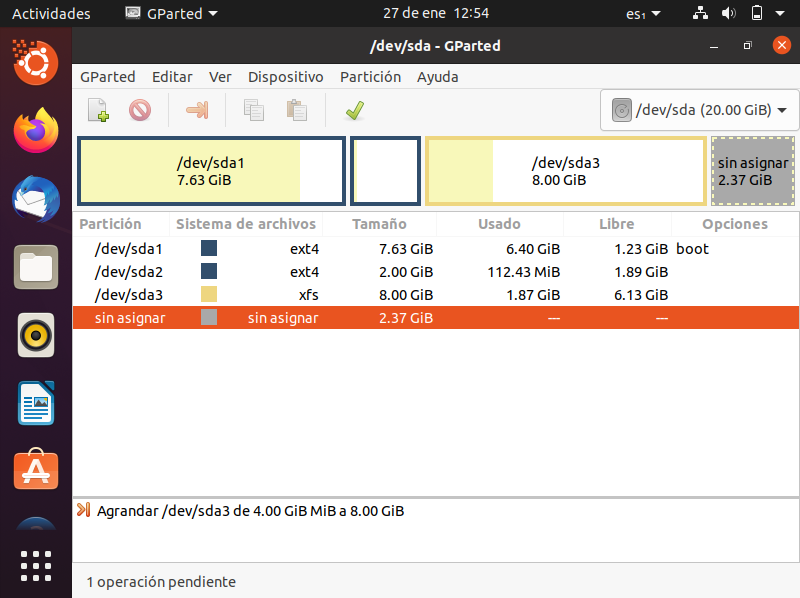 Actividades GParted 27 de ene 12:54 es₁
/dev/sda - GParted
GParted Editar Ver Dispositivo Partición Ayuda
/dev/sda (20.00 GiB)
/dev/sda1 /dev/sda3 sin asignar
7.63 GiB 8.00 GiB 2.37 GiB
Partición Sistema de archivos Tamaño Usado Libre Opciones
/dev/sda1 ext4 7.63 GiB 6.40 GiB 1.23 GiB boot
/dev/sda2 ext4 2.00 GiB 112.43 MiB 1.89 GiB
/dev/sda3 xfs 8.00 GiB 1.87 GiB 6.13 GiB
sin asignar sin asignar 2.37 GiB --- ---
Agrandar /dev/sda3 de 4.00 GiB MiB a 8.00 GiB
1 operación pendiente